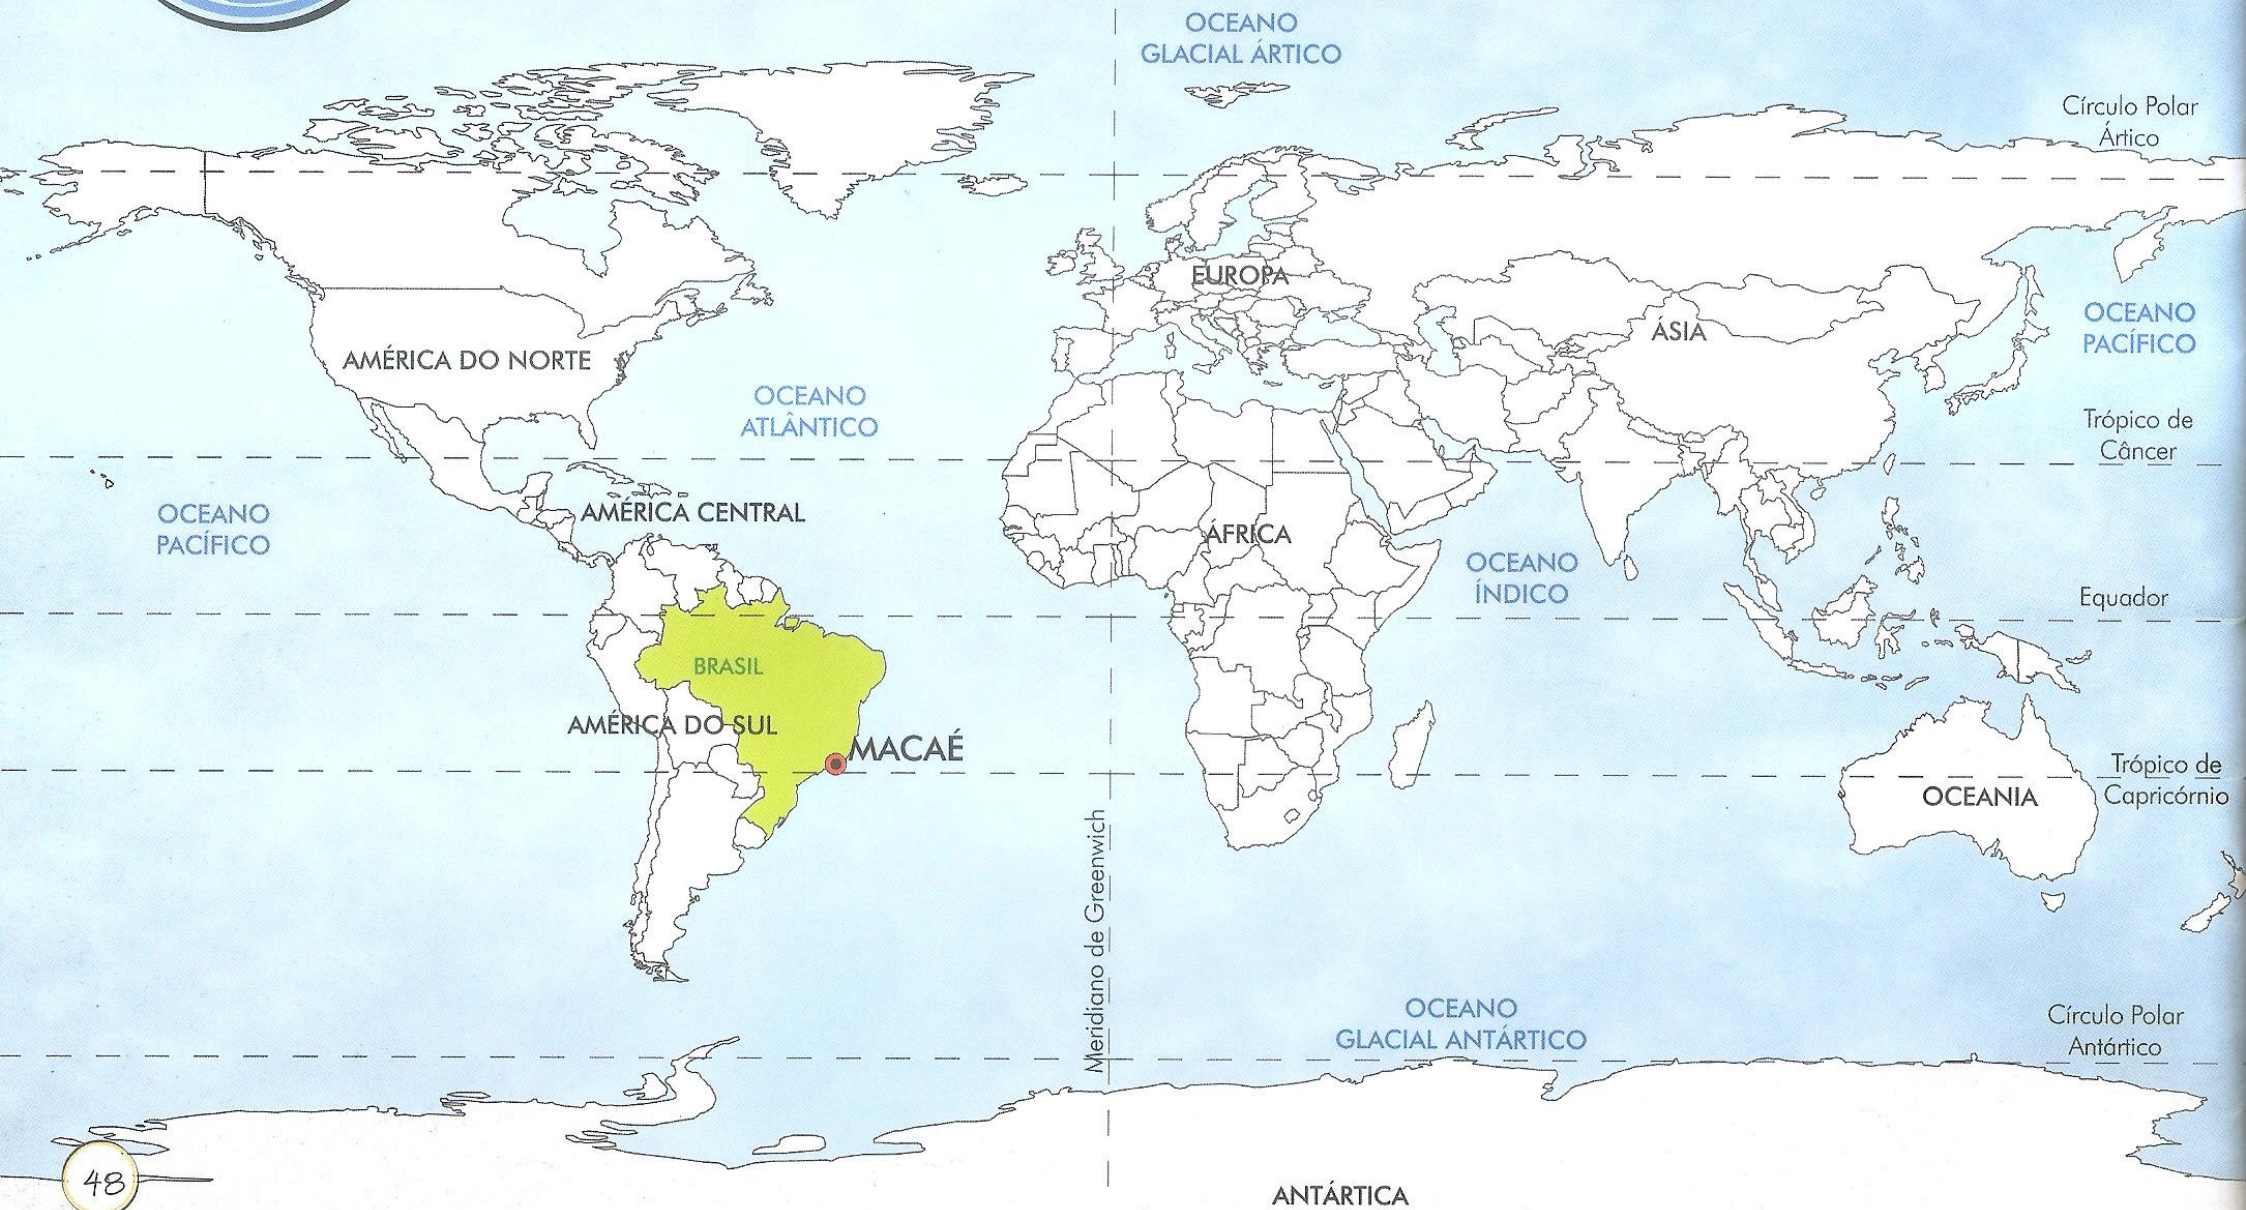 OCEANO
GLACIAL ÁRTICO
Círculo Polar
Ártico
EUROPA
ÁSIA
OCEANO
PACÍFICO
AMÉRICA DO NORTE
OCEANO
ATLÂNTICO
Trópico de
Câncer
OCEANO
PACÍFICO
AMÉRICA CENTRAL
ÁFRICA
OCEANO
ÍNDICO
Equador
BRASIL
AMÉRICA DO SUL
MACAÉ
Trópico de
Capricórnio
OCEANIA
Meridiano de Greenwich
OCEANO
GLACIAL ANTÁRTICO
Círculo Polar
Antártico
48
ANTÁRTICA